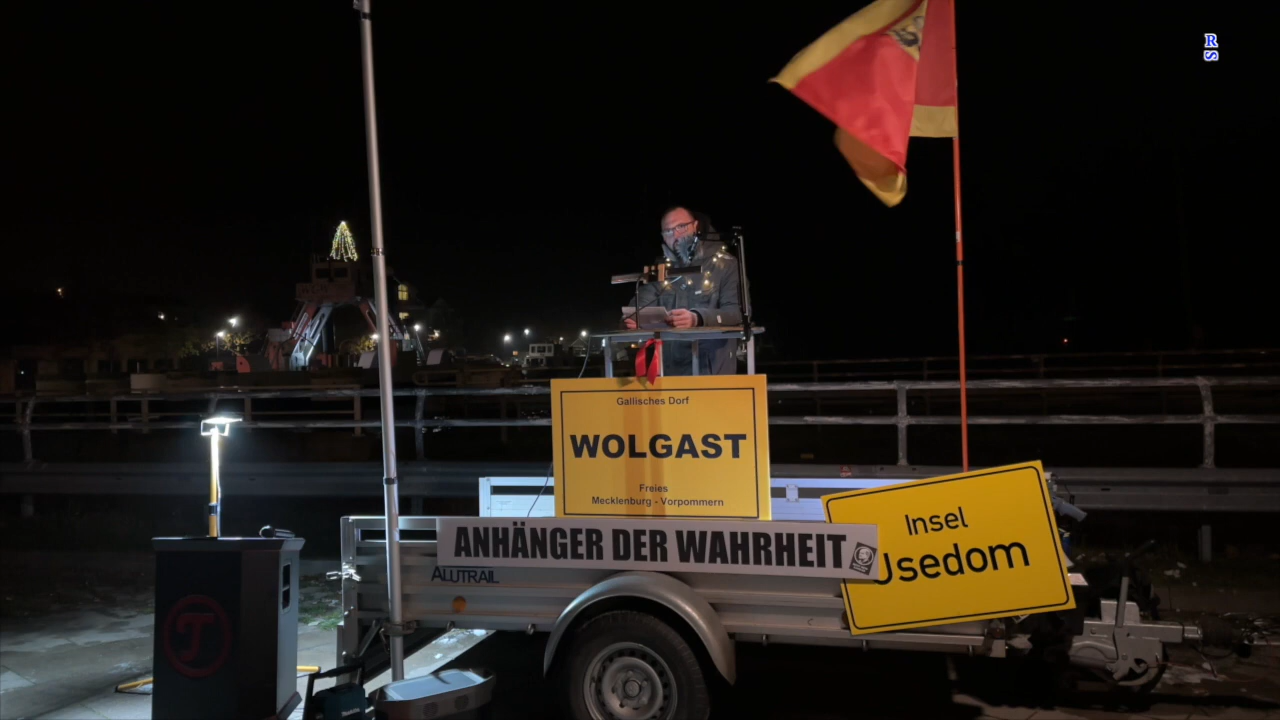 R
S
Gallisches Dorf
WOLGAST
Freies
Mecklenburg - Vorpommern
ANHÄNGER DER WAHRHEIT
Insel
Usedom
ALUTRAIL
T